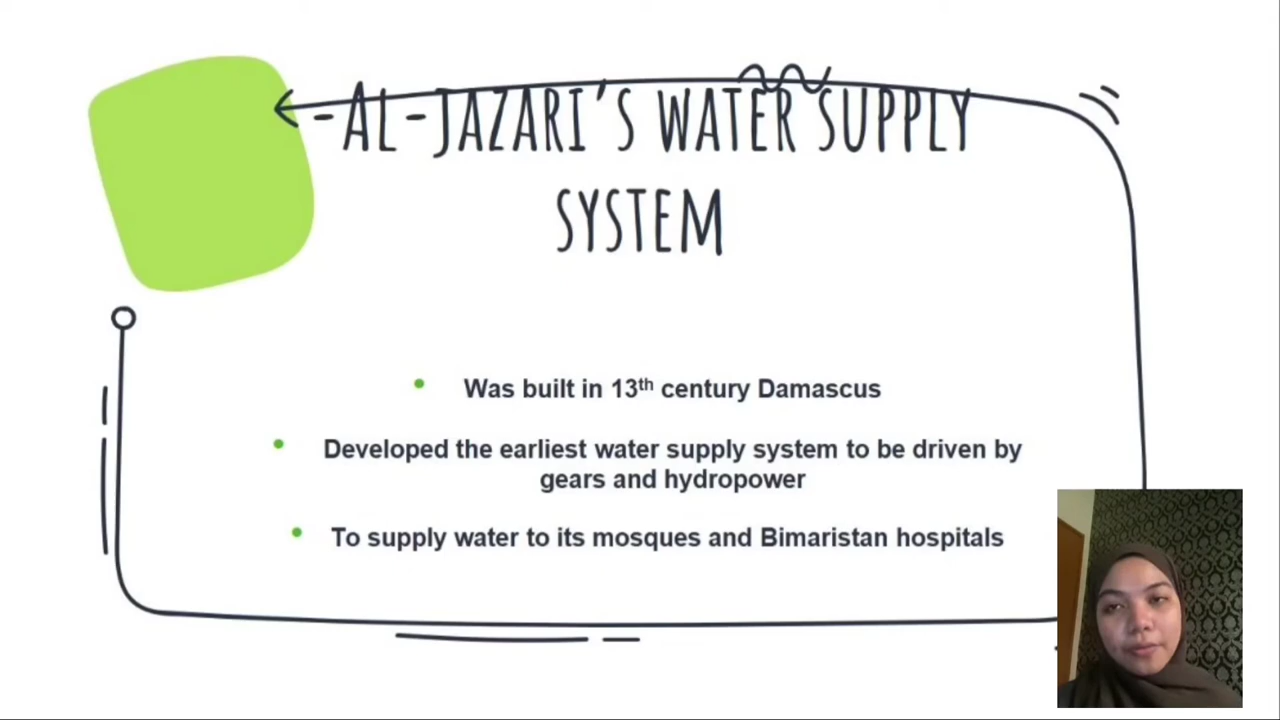 -AL-JAZARI'S WATER SUPPLY
SYSTEM
• Was built in 13th century Damascus
• Developed the earliest water supply system to be driven by
gears and hydropower
• To supply water to its mosques and Bimaristan hospitals